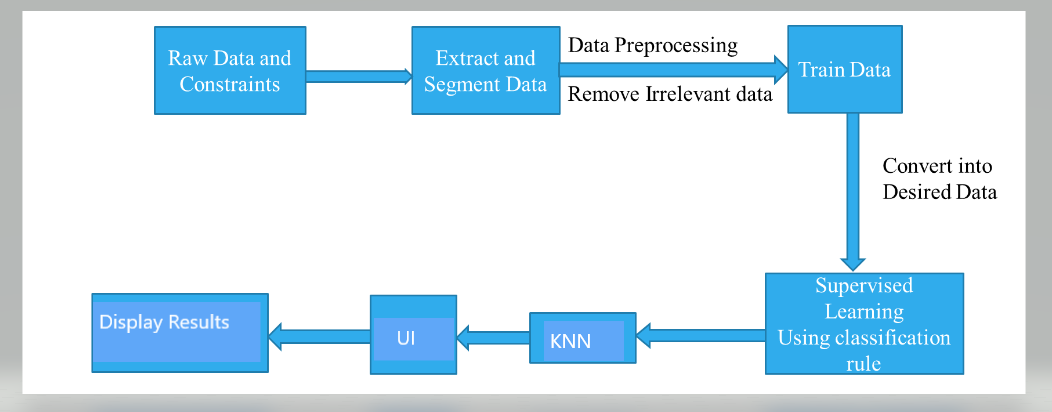 Raw Data and
Constraints
Extract and
Segment Data
Data Preprocessing
Remove Irrelevant data
Train Data
Convert into
Desired Data
Supervised
Learning
Using classification
rule
KNN
UI
Display Results